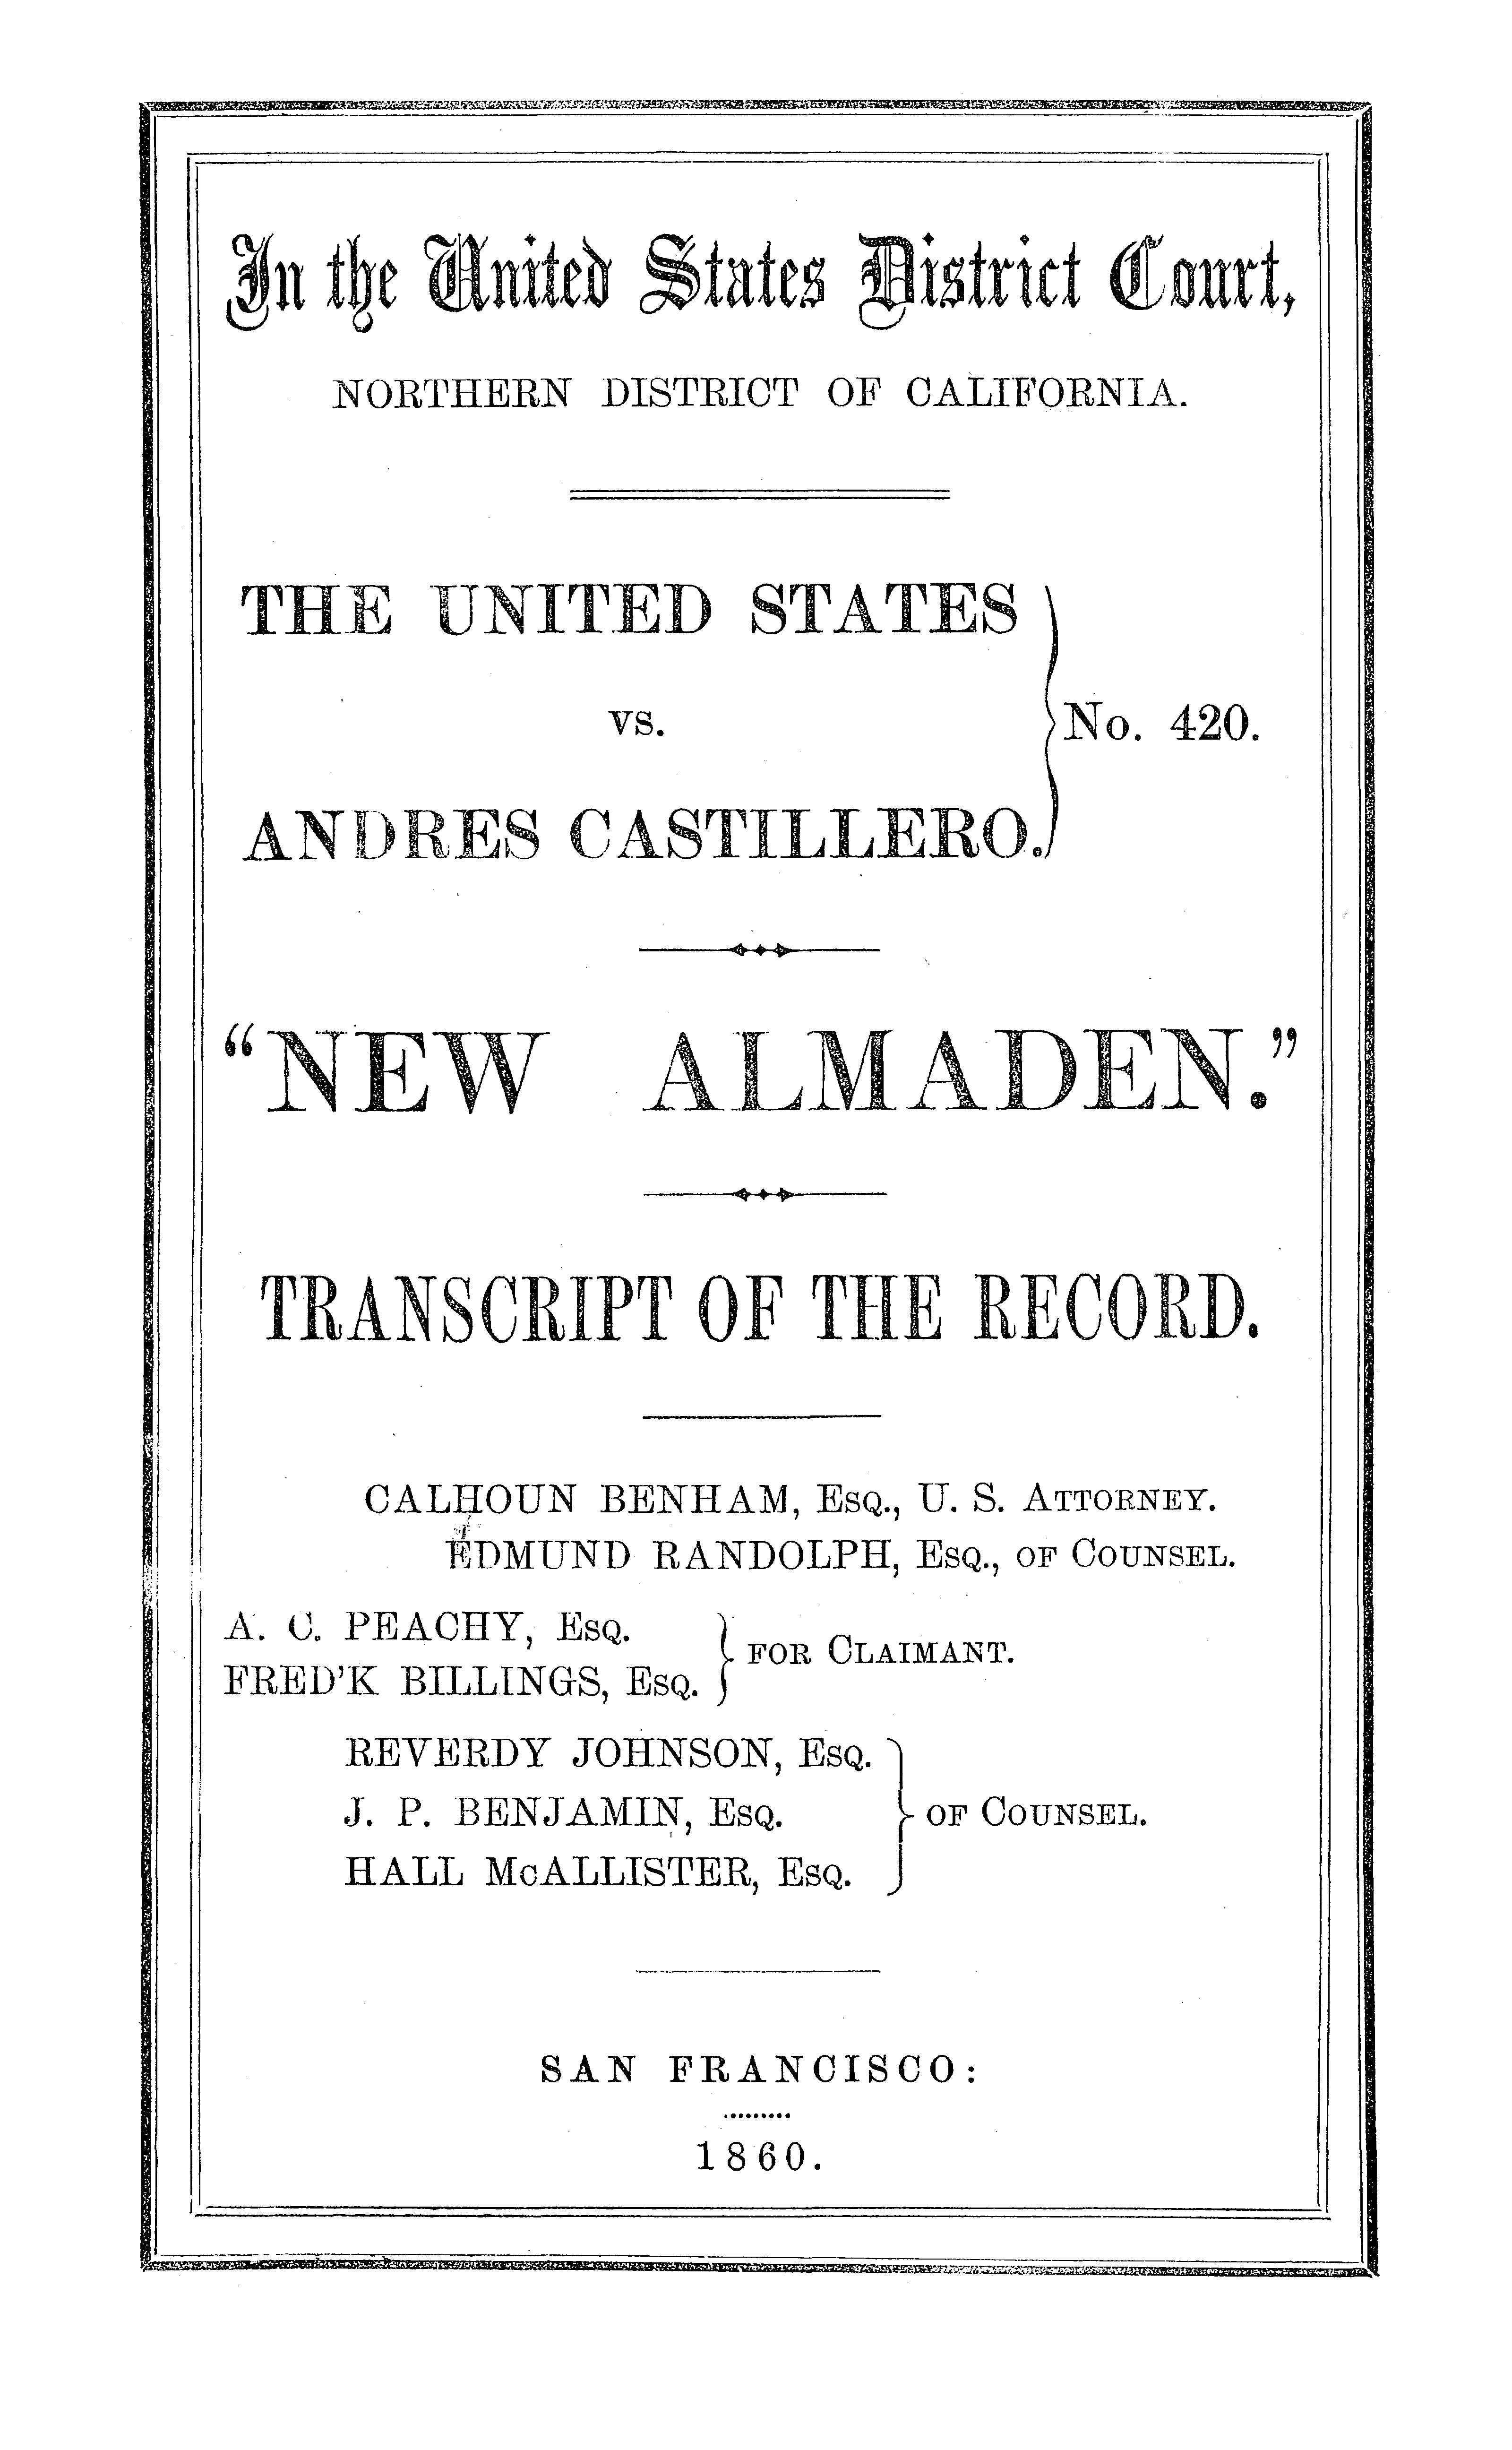 In the United States District Court,
NORTHERN DISTRICT OF CALIFORNIA.
THE UNITED STATES
vs.
No. 420.
ANDRES CASTILLERO.
“NEW ALMADEN.”
TRANSCRIPT OF THE RECORD.
CALHOUN BENHAM, Esq., U. S. Attorney.
EDMUND RANDOLPH, Esq., of Counsel.
A. C. PEACHY, Esq.
FRED’K BILLINGS, Esq.
for Claimant.
REVERDY JOHNSON, Esq.
J. P. BENJAMIN, Esq.
HALL McALLISTER, Esq.
of Counsel.
SAN FRANCISCO:
1860.